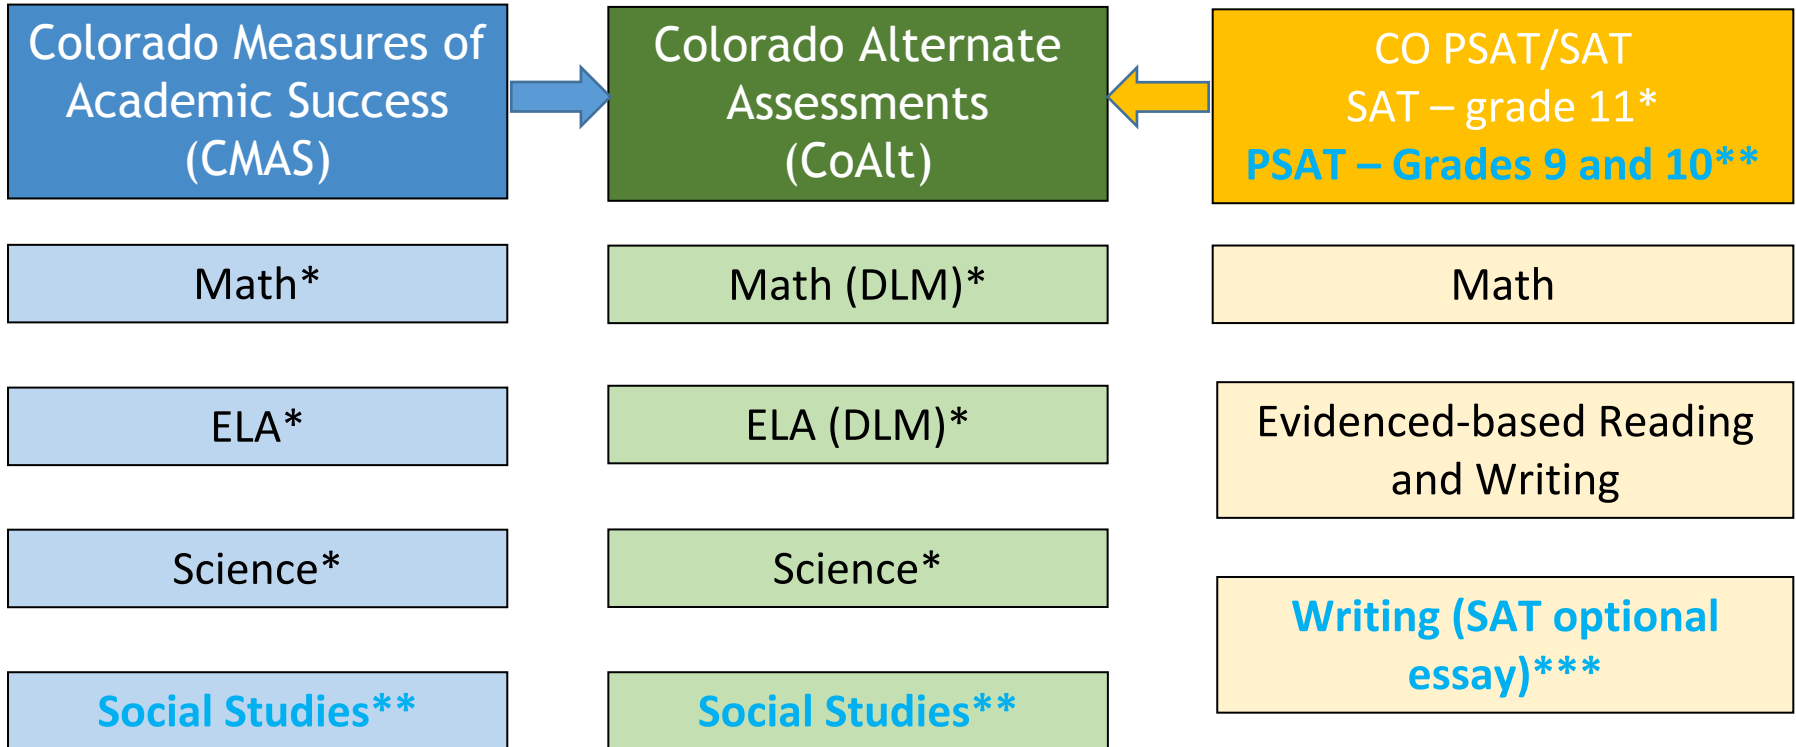 Colorado Measures of
Academic Success
(CMAS)
Colorado Alternate
Assessments
(CoAlt)
CO PSAT/SAT
SAT – grade 11*
PSAT – Grades 9 and 10**
Math*
Math (DLM)*
Math
ELA*
ELA (DLM)*
Evidenced-based Reading
and Writing
Science*
Science*
Writing (SAT optional
essay)***
Social Studies**
Social Studies**